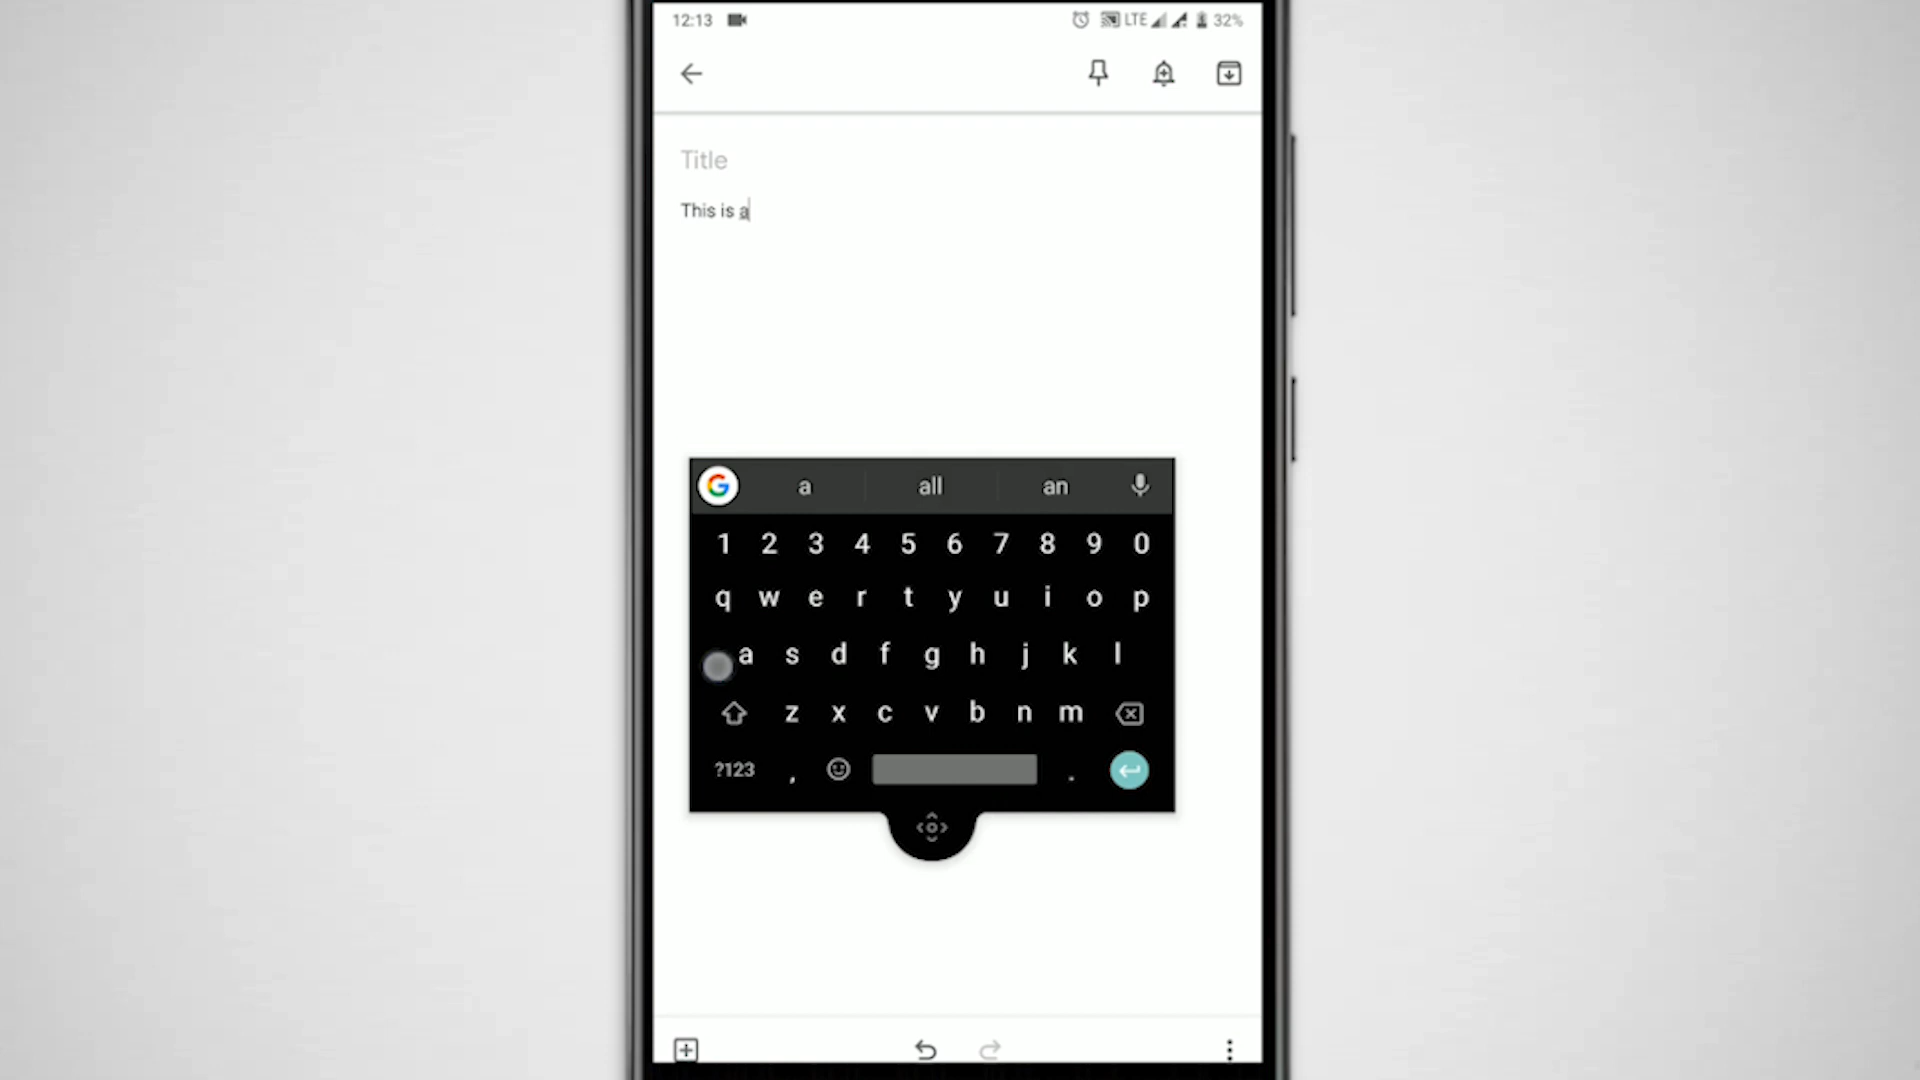 12:13 LTE 32%
Title
This is a
G a all an
1 2 3 4 5 6 7 8 9 0
q w e r t y u i o p
a s d f g h j k l
z x c v b n m
?123 , .